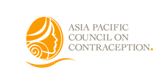 ASIA PACIFIC
COUNCIL ON
CONTRACEPTION.